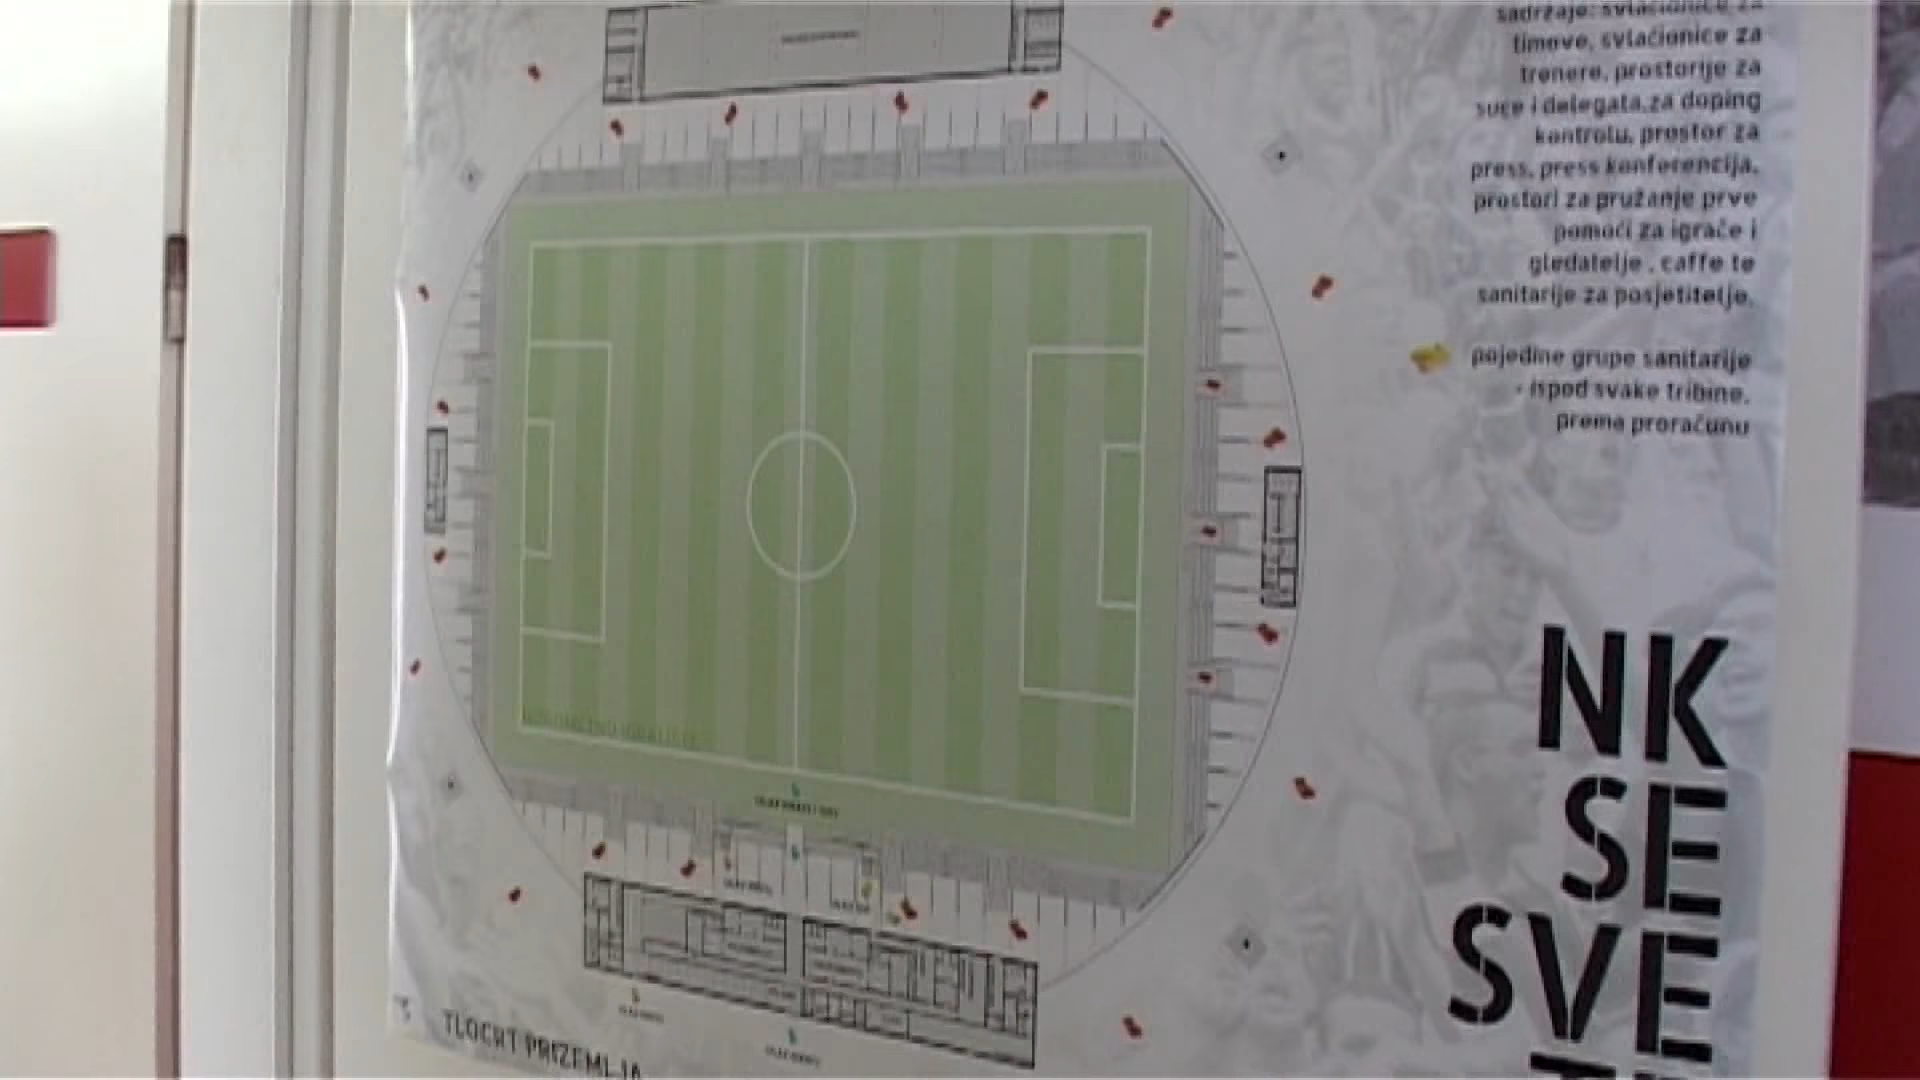 sadržaje: svlačionice za
timove, svlačionice za
trenere, prostorije za
suce i delegata, za doping
kontrolu, prostor za
press, press konferencija,
prostori za pružanje prve
pomoći za igrače i
gledatelje , caffe te
sanitarije za posjetitelje,
pojedine grupe sanitarije
- ispod svake tribine,
prema proračunu
NK
SE
SVE
TLOCRT PRIZEMLJA